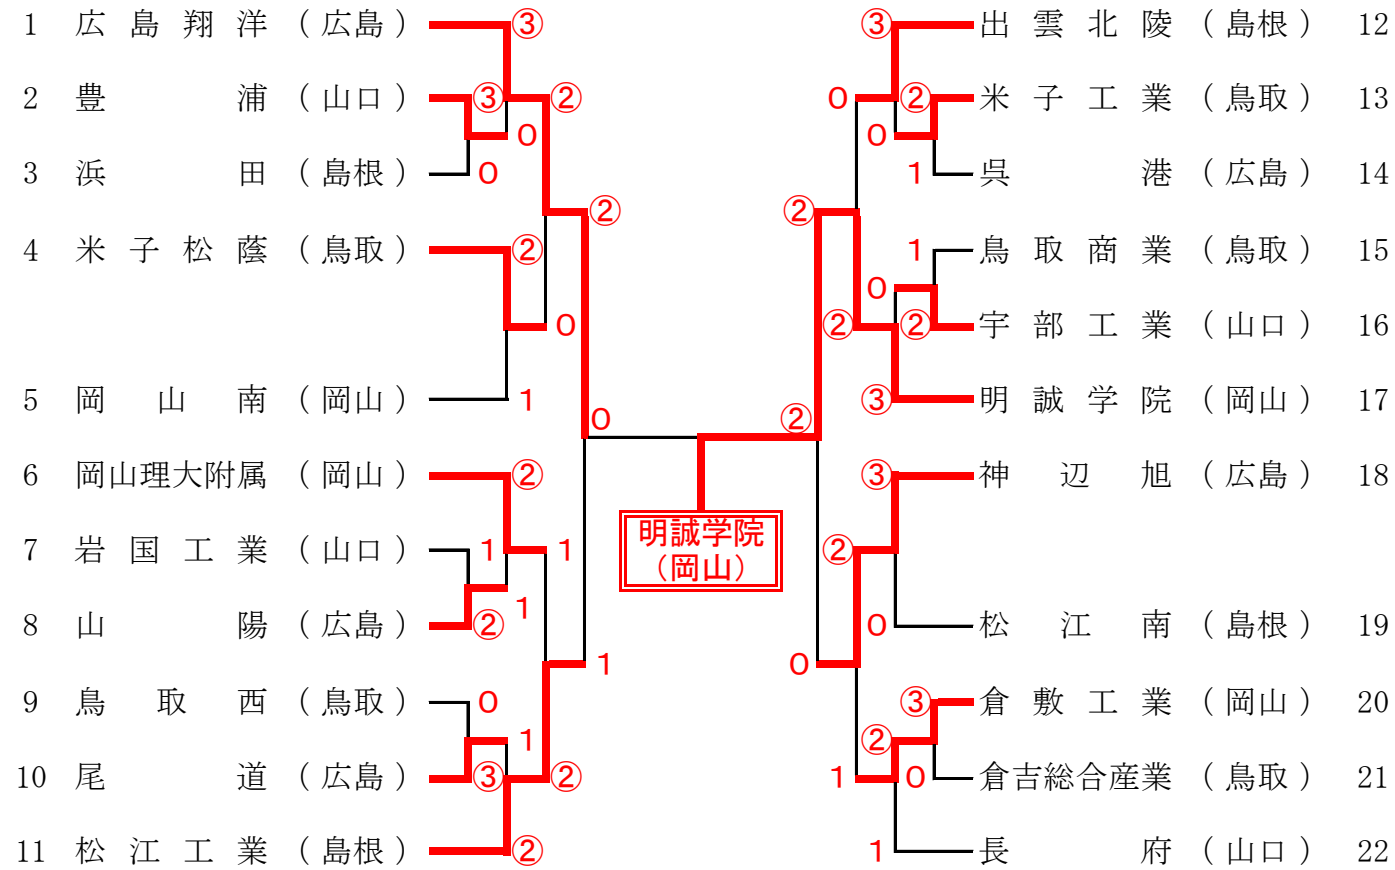 1 広島翔洋 (広島) ③ ③ 出雲北陵 (島根) 12
2 豊浦 (山口) ③ ② 0 ② 米子工業 (鳥取) 13
0 0
3 浜田 (島根) 0 1 呉港 (広島) 14
② ②
4 米子松蔭 (鳥取) ② 1 鳥取商業 (鳥取) 15
0
0 ② ② 宇部工業 (山口) 16
5 岡山南 (岡山) 1 ③ 明誠学院 (岡山) 17
0 ②
6 岡山理大附属 (岡山) ② ③ 神辺旭 (広島) 18
明誠学院
(岡山)
7 岩国工業 (山口) 1 1 ②
1
8 山陽 (広島) ② 0 松江南 (島根) 19
1 0
9 鳥取西 (鳥取) 0 ③ 倉敷工業 (岡山) 20
1 ②
10 尾道 (広島) ③ ② 1 0 倉吉総合産業 (鳥取) 21
11 松江工業 (島根) ② 1 長府 (山口) 22